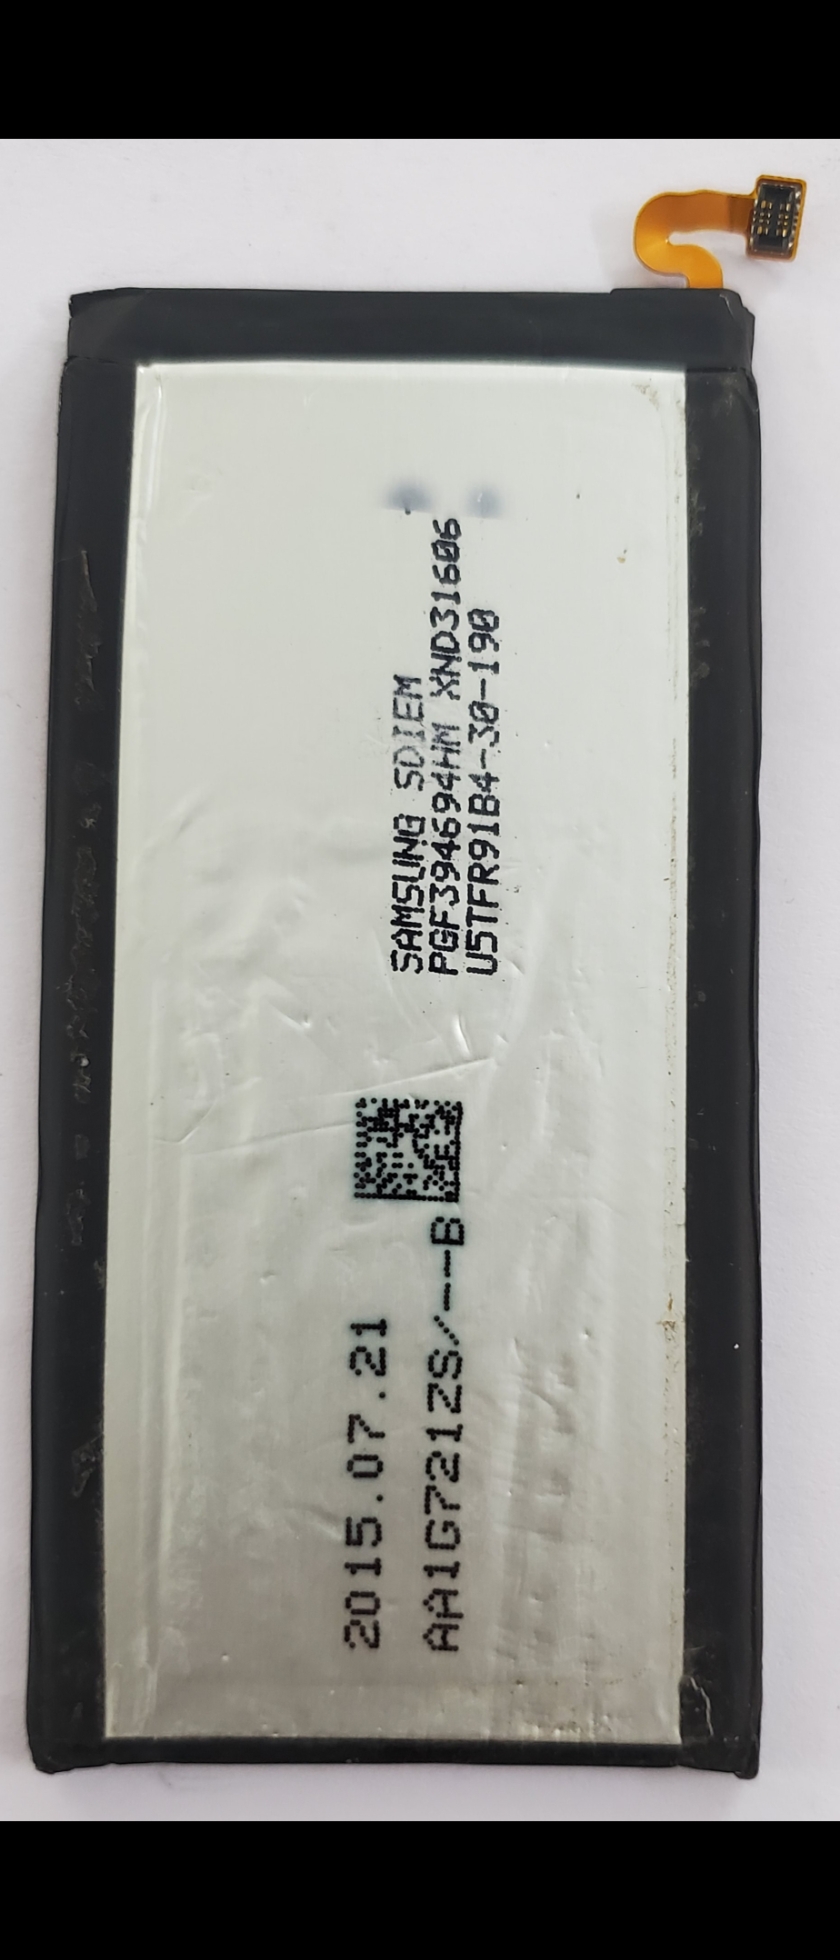 SAMSUNG SDIEM
PGF394694HM XND31606
U5TFR91B4-30-190
2015.07.21
AA1G721ZS/--B